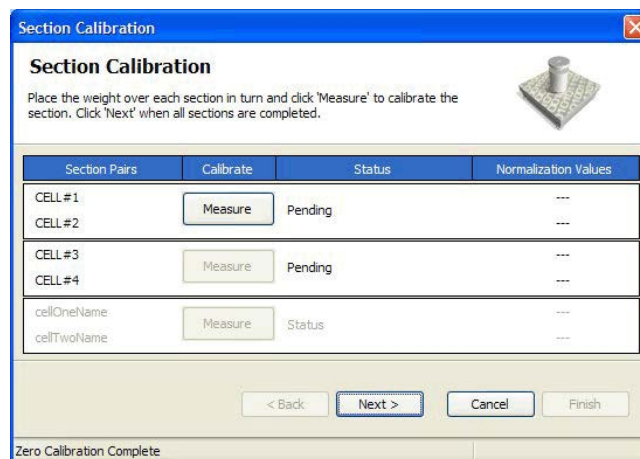 Section Calibration
Section Calibration
Place the weight over each section in turn and click 'Measure' to calibrate the
section. Click 'Next' when all sections are completed.
Section Pairs Calibrate Status Normalization Values
CELL#1 ---
Measure Pending
CELL#2 ---
CELL#3 ---
Measure Pending
CELL#4 ---
cellOneName ---
Measure Status
cellTwoName ---
< Back Next > Cancel Finish
Zero Calibration Complete